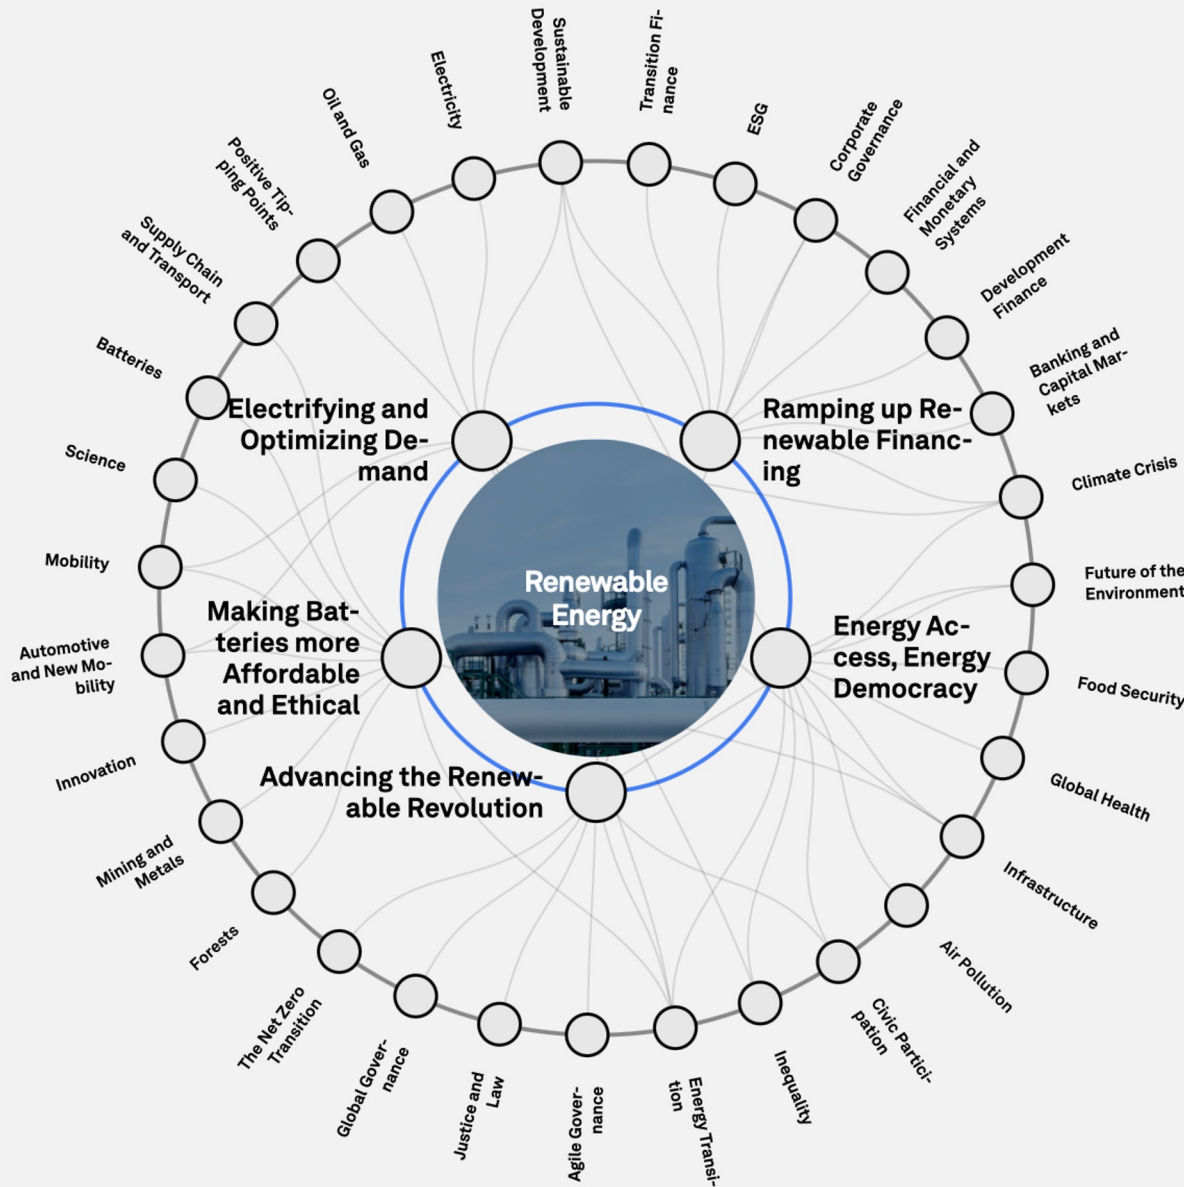 Sustainable
Development
Transition Fi-
nance
ESG
Corporate
Governance
Financial and
Monetary
Systems
Development
Finance
Banking and
Capital Mar-
kets
Climate Crisis
Future of the
Environment
Food Security
Global Health
Infrastructure
Air Pollution
Civic Partici-
pation
Inequality
Energy Transi-
tion
Agile Gover-
nance
Justice and
Law
Global Gover-
nance
The Net Zero
Transition
Forests
Mining and
Metals
Innovation
Automotive
and New Mo-
bility
Mobility
Science
Batteries
Supply Chain
and Transport
Positive Tip-
ping Points
Oil and Gas
Electricity
Electrifying and
Optimizing De-
mand
Ramping up Re-
newable Financ-
ing
Renewable
Energy
Making Bat-
teries more
Affordable
and Ethical
Energy Ac-
cess, Energy
Democracy
Advancing the Renew-
able Revolution